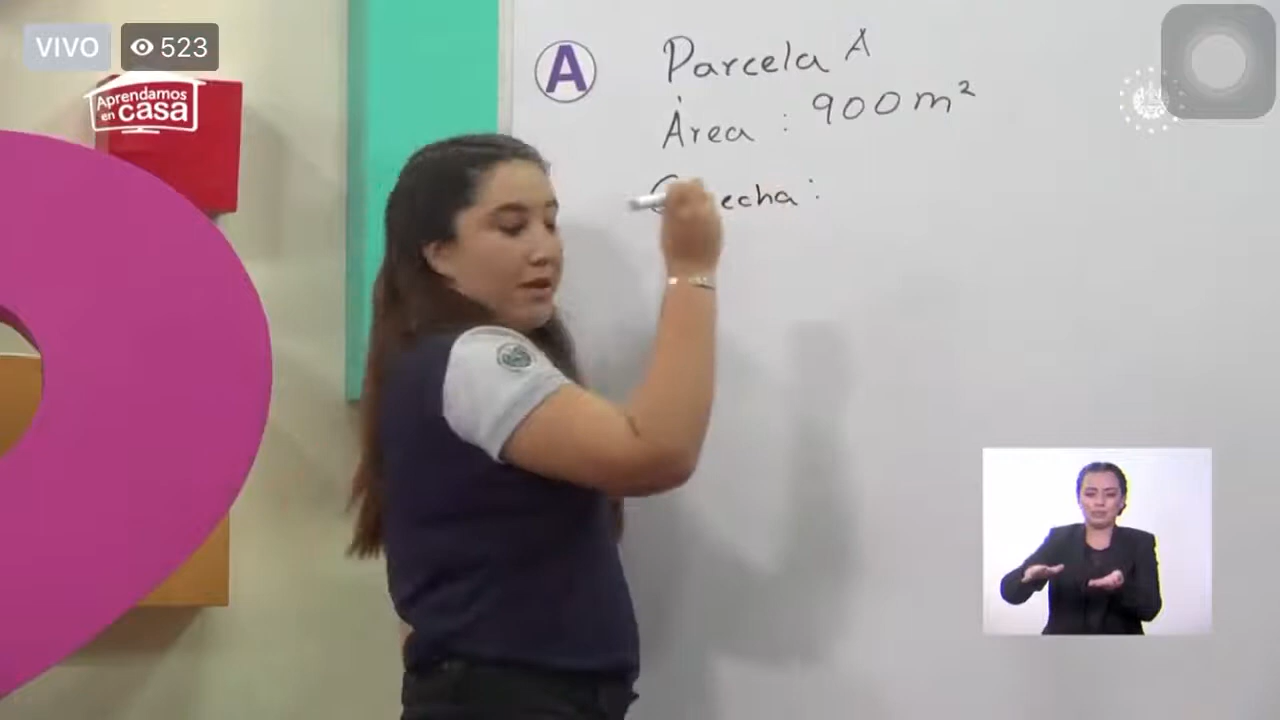 VIVO 523
Aprendamos
en casa
A
Parcela A
Área : 900 m²
echa :